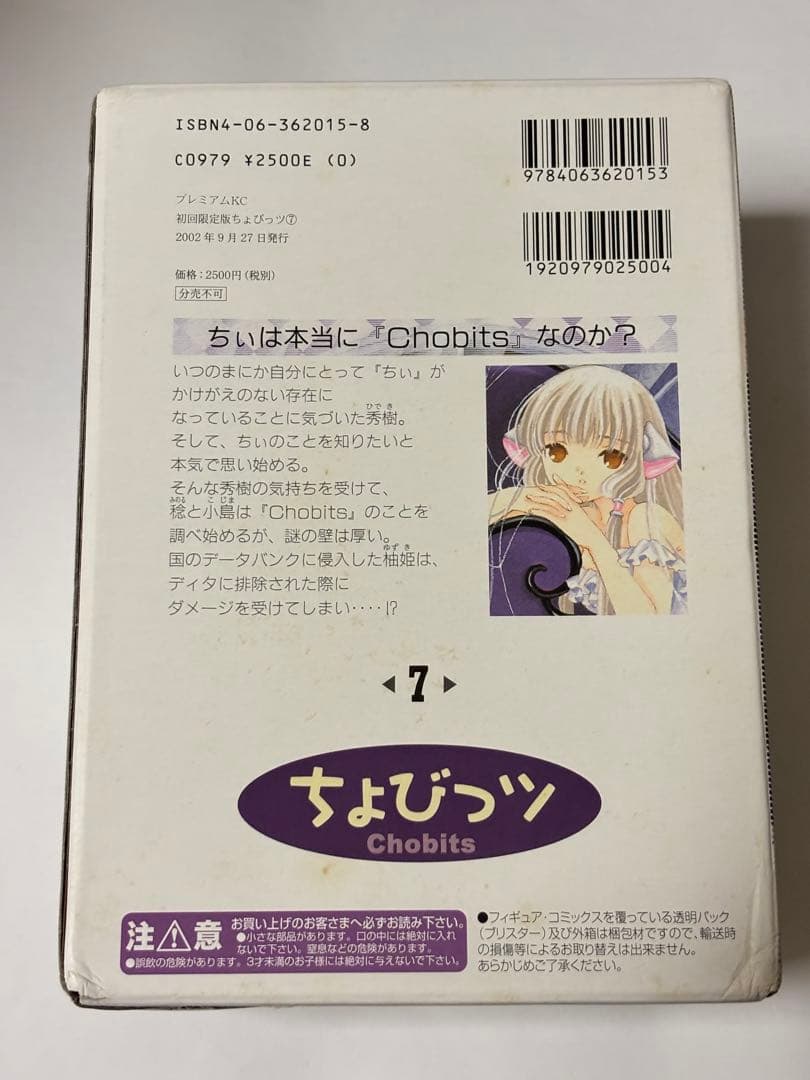 ISBN4-06-362015-8
C0979 ¥2500E (0)
9784063620153
プレミアムKC
初回限定版ちょびっツ⑦
2002年9月27日発行
1920979025004
価格：2500円（税別）
分売不可
ちぃは本当に『Chobits』なのか？
いつのまにか自分にとって『ちぃ』が
かけがえのない存在に
なっていることに気づいた秀樹。
ひでき
そして、ちぃのことを知りたいと
本気で思い始める。
そんな秀樹の気持ちを受けて、
みのる こじま
稔と小島は『Chobits』のことを
調べ始めるが、謎の壁は厚い。
ゆずき
国のデータバンクに侵入した柚姫は、
ディタに排除された際に
ダメージを受けてしまい‥‥!?
◀7▶
ちょびっツ
Chobits
注⚠意 お買い上げのお客さまへ必ずお読み下さい。
●小さな部品があります。口の中には絶対に入れ
ないで下さい。窒息などの危険があります。
●誤飲の危険があります。3才未満のお子様には絶対に与えないで下さい。
●フィギュア・コミックスを覆っている透明パック
（ブリスター）及び外箱は梱包材ですので、輸送時
の損傷等によるお取り替えは出来ません。
あらかじめご了承ください。